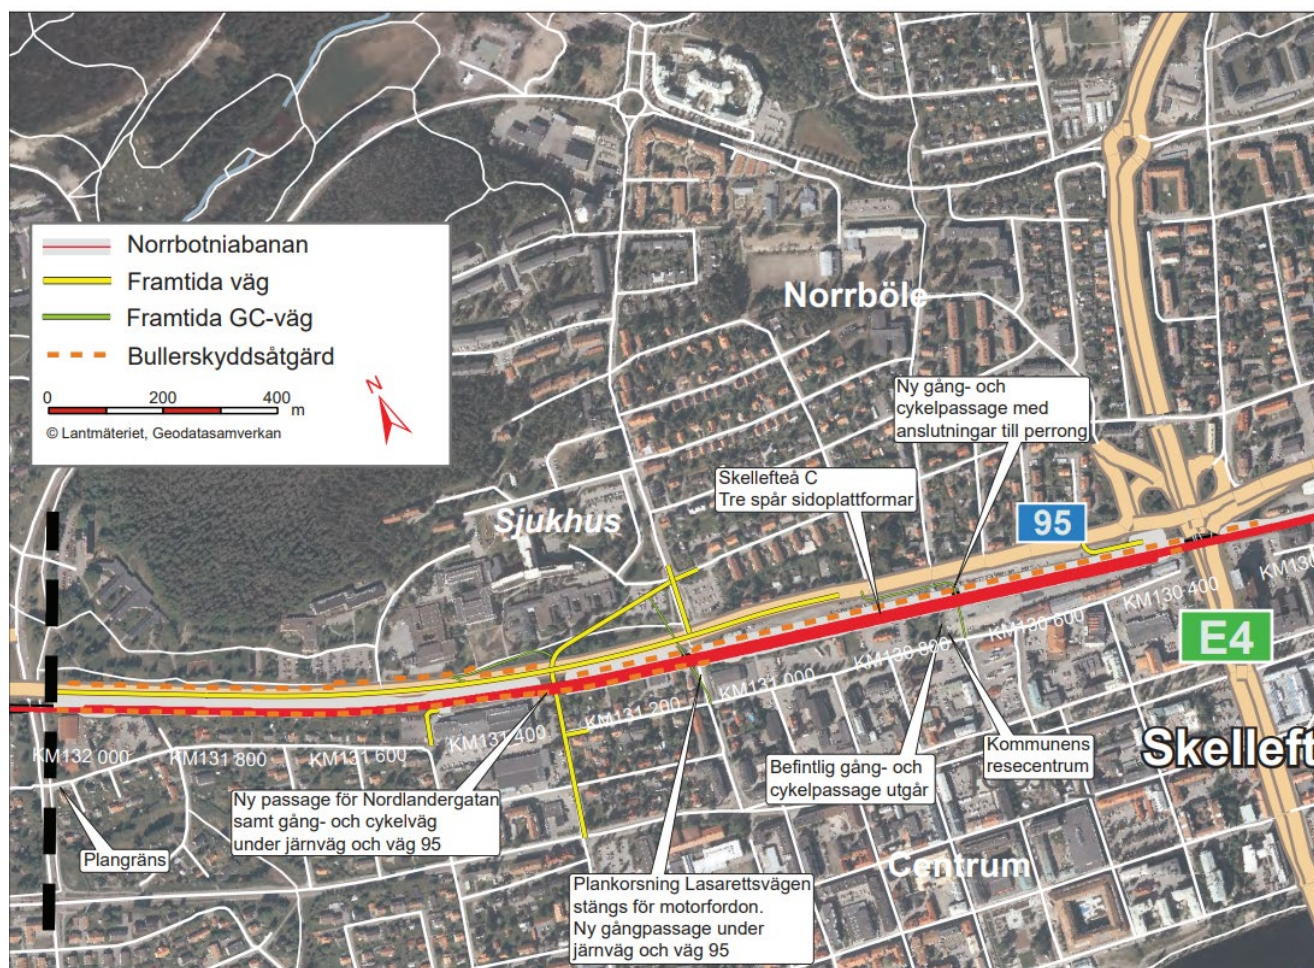 Norrbotniabanan
Framtida väg
Framtida GC-väg
Bullerskyddsåtgärd
0 200 400 m
N
© Lantmäteriet, Geodatasamverkan
Norrböle
Ny gång- och
cykelpassage med
anslutningar till perrong
Skellefteå C
Tre spår sidoplattformar
Sjukhus
95
E4
KM132 000
KM131 800
KM131 600
KM131 400
KM131 200
KM131 000
KM130 800
KM130 600
KM130 400
KM130
Skelleft
Kommunens
resecentrum
Befintlig gång- och
cykelpassage utgår
Ny passage för Nordlandergatan
samt gång- och cykelväg
under järnväg och väg 95
Plangräns
Centrum
Plankorsning Lasarettsvägen
stängs för motorfordon.
Ny gångpassage under
järnväg och väg 95